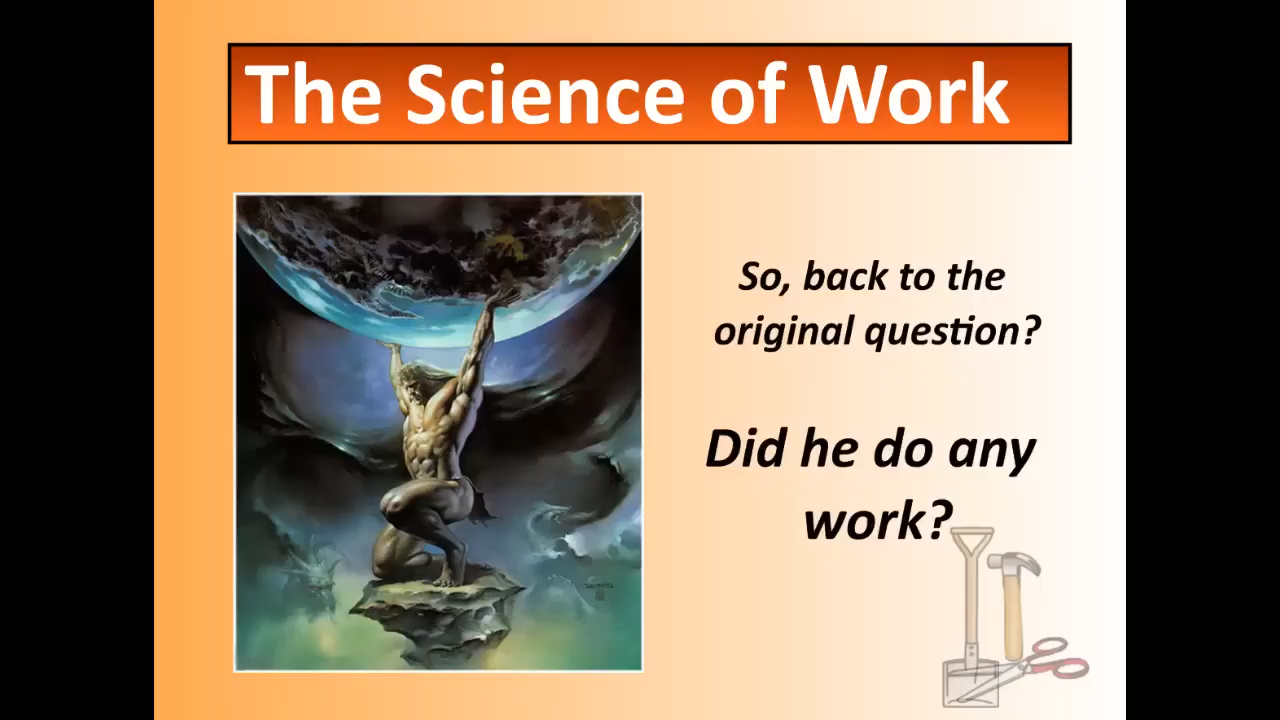 The Science of Work
So, back to the
original question?
Did he do any
work?